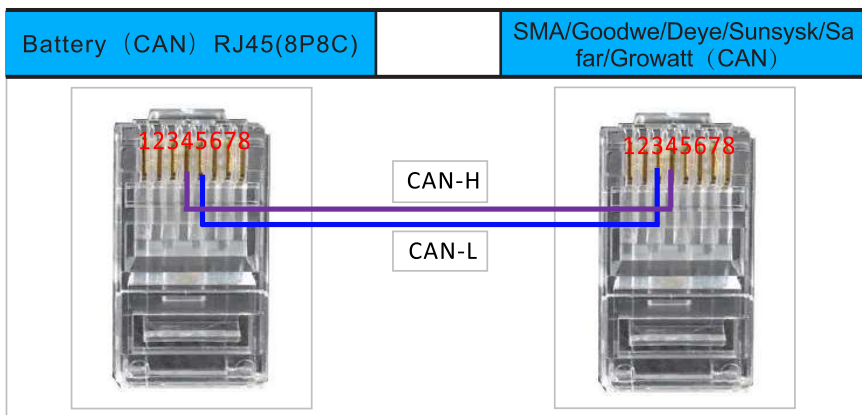 Battery（CAN）RJ45(8P8C)
SMA/Goodwe/Deye/Sunsysk/Sa
far/Growatt（CAN）
12345678
12345678
CAN-H
CAN-L